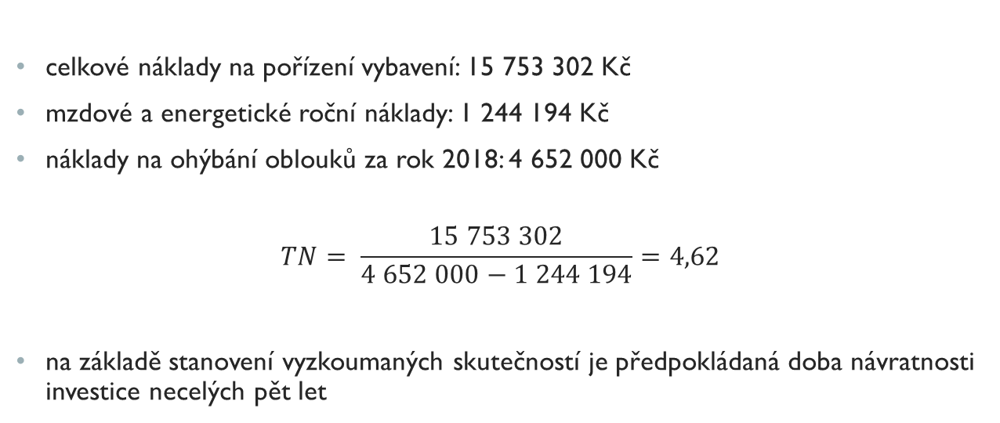 • celkové náklady na pořízení vybavení: 15 753 302 Kč
• mzdové a energetické roční náklady: 1 244 194 Kč
• náklady na ohýbání oblouků za rok 2018: 4 652 000 Kč
15 753 302
TN = ―――――――――― = 4,62
4 652 000 − 1 244 194
• na základě stanovení vyzkoumaných skutečností je předpokládaná doba návratnosti
investice necelých pět let